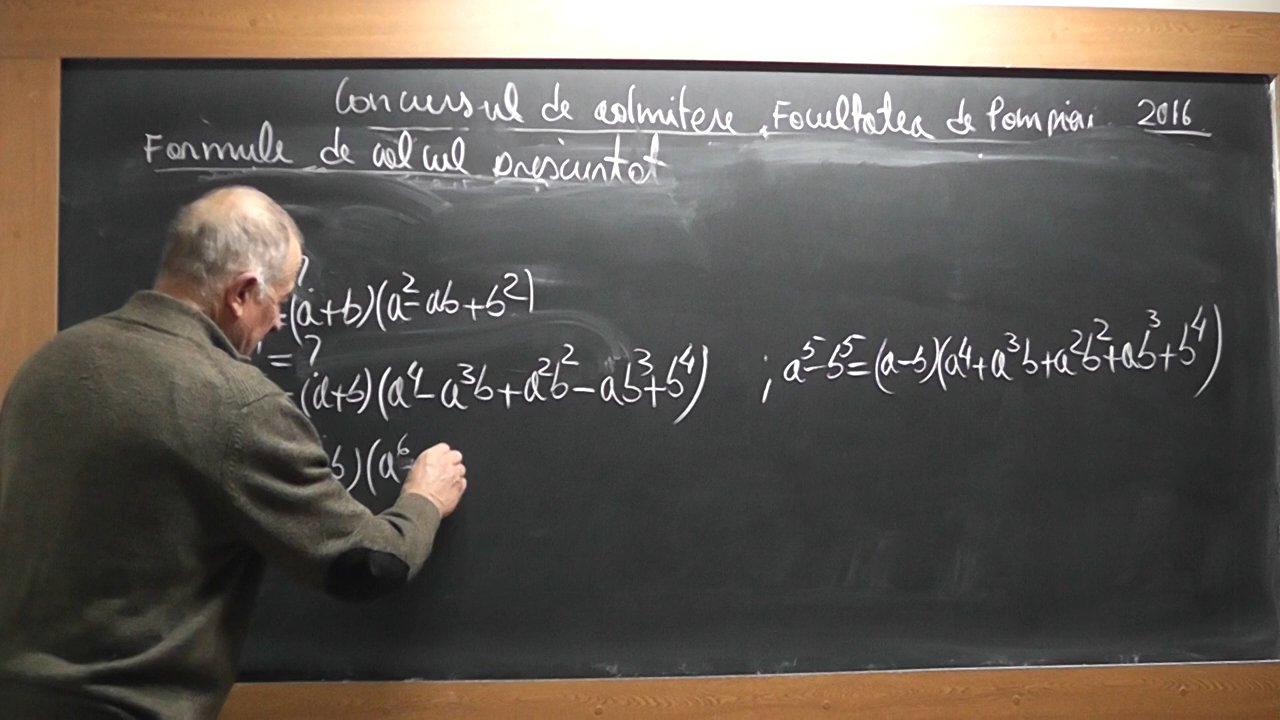 Concursul de admitere, Facultatea de Pompieri 2016
Formule de calcul prescurtat
?
=(a+b)(a²-ab+b²)
= ?
=(a+b)(a⁴-a³b+a²b²-ab³+b⁴) ; a⁵-b⁵=(a-b)(a⁴+a³b+a²b²+ab³+b⁴)
b)(a⁶-